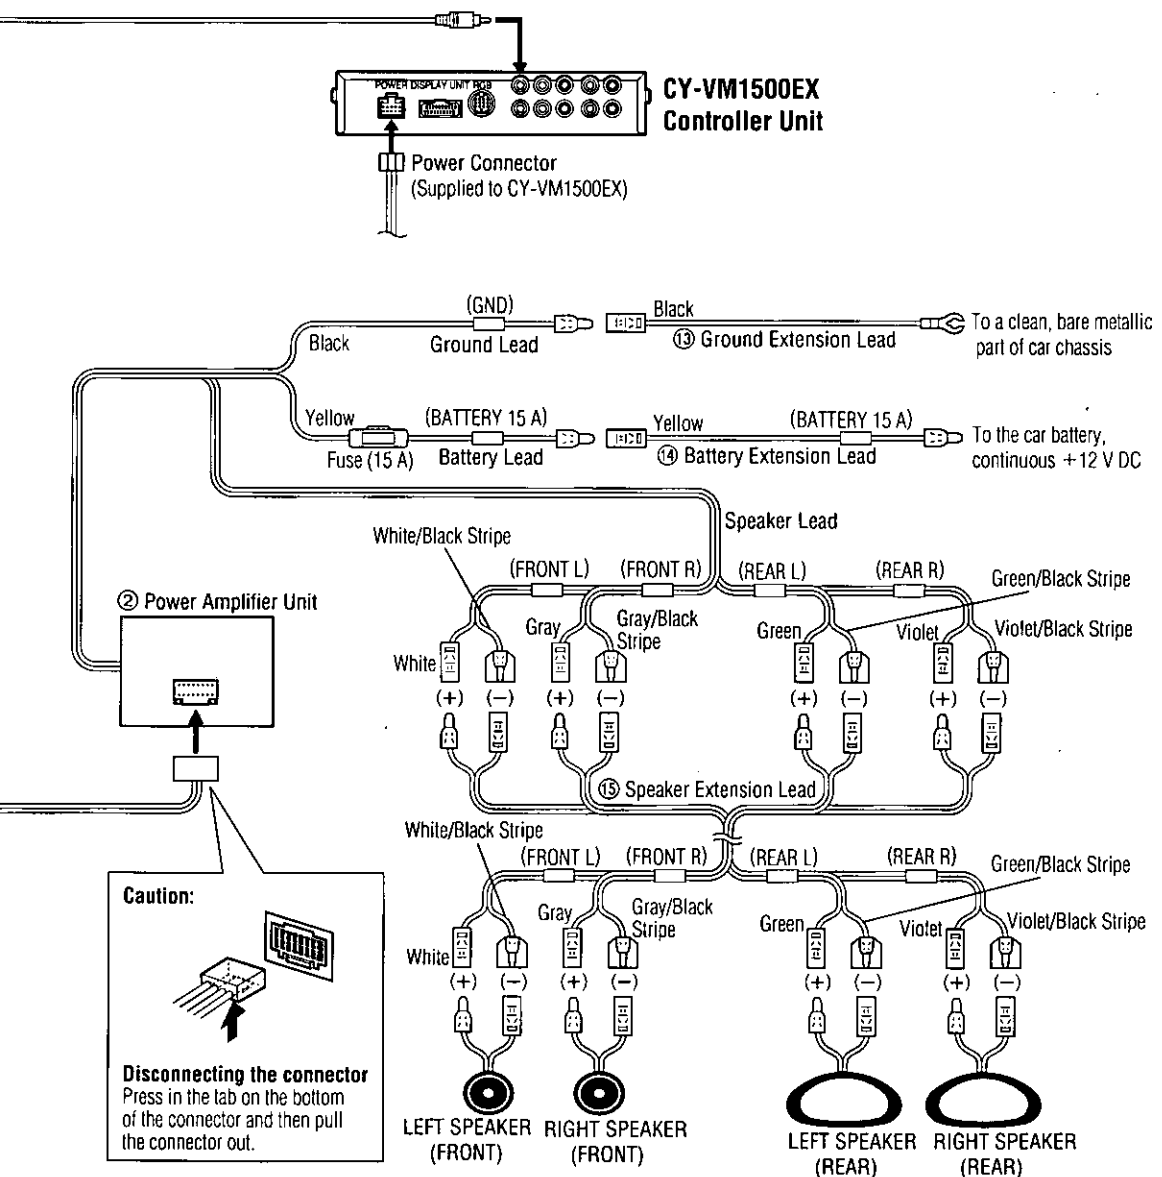 POWER DISPLAY UNIT RGB
CY-VM1500EX
Controller Unit
Power Connector
(Supplied to CY-VM1500EX)
(GND)
Black
Ground Lead
Black
⑬ Ground Extension Lead
To a clean, bare metallic
part of car chassis
Yellow
Fuse (15 A)
(BATTERY 15 A)
Battery Lead
Yellow
(BATTERY 15 A)
⑭ Battery Extension Lead
To the car battery,
continuous +12 V DC
Speaker Lead
White/Black Stripe
(FRONT L)
(FRONT R)
(REAR L)
(REAR R)
Green/Black Stripe
② Power Amplifier Unit
White
Gray
Gray/Black
Stripe
Green
Violet
Violet/Black Stripe
(+)
(−)
(+)
(−)
(+)
(−)
(+)
(−)
⑮ Speaker Extension Lead
White/Black Stripe
(FRONT L)
(FRONT R)
(REAR L)
(REAR R)
Green/Black Stripe
White
Gray
Gray/Black
Stripe
Green
Violet
Violet/Black Stripe
(+)
(−)
(+)
(−)
(+)
(−)
(+)
(−)
LEFT SPEAKER
(FRONT)
RIGHT SPEAKER
(FRONT)
LEFT SPEAKER
(REAR)
RIGHT SPEAKER
(REAR)
Caution:
Disconnecting the connector
Press in the tab on the bottom
of the connector and then pull
the connector out.